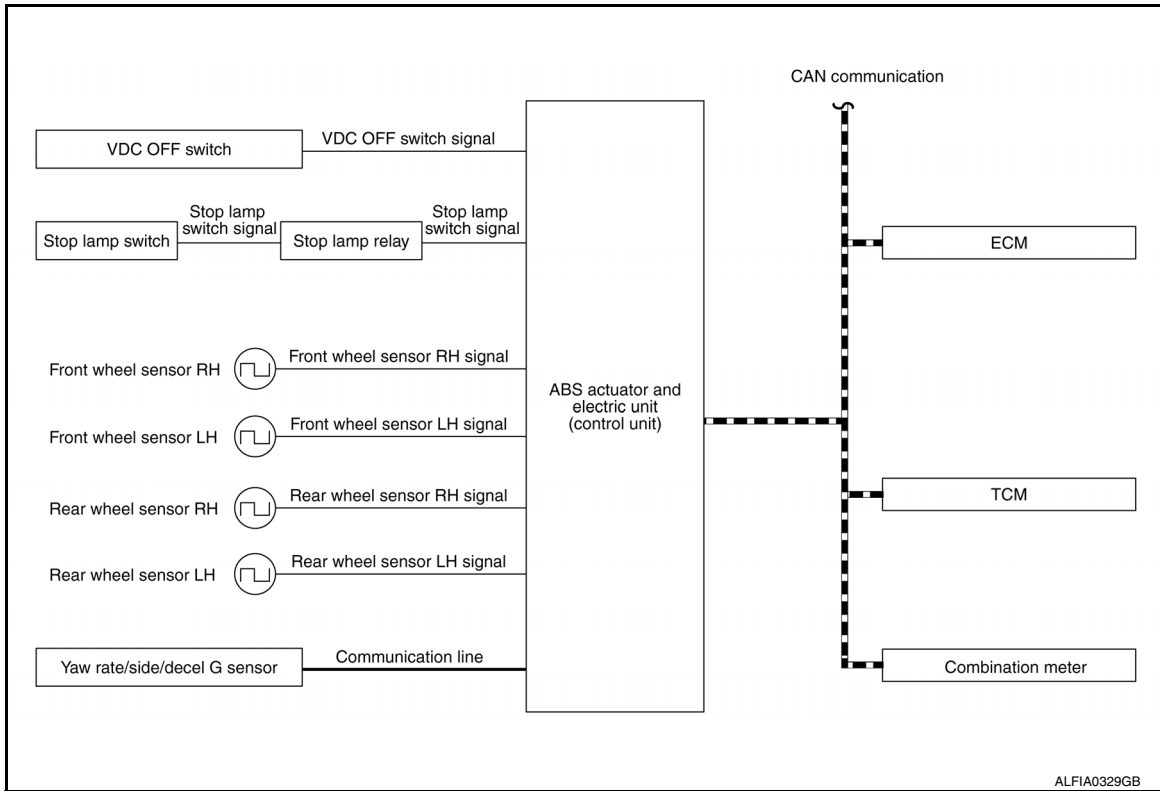 CAN communication
VDC OFF switch
VDC OFF switch signal
Stop lamp switch
Stop lamp
switch signal
Stop lamp relay
Stop lamp
switch signal
ECM
Front wheel sensor RH
Front wheel sensor RH signal
ABS actuator and
electric unit
(control unit)
Front wheel sensor LH
Front wheel sensor LH signal
Rear wheel sensor RH
Rear wheel sensor RH signal
TCM
Rear wheel sensor LH
Rear wheel sensor LH signal
Yaw rate/side/decel G sensor
Communication line
Combination meter
ALFIA0329GB